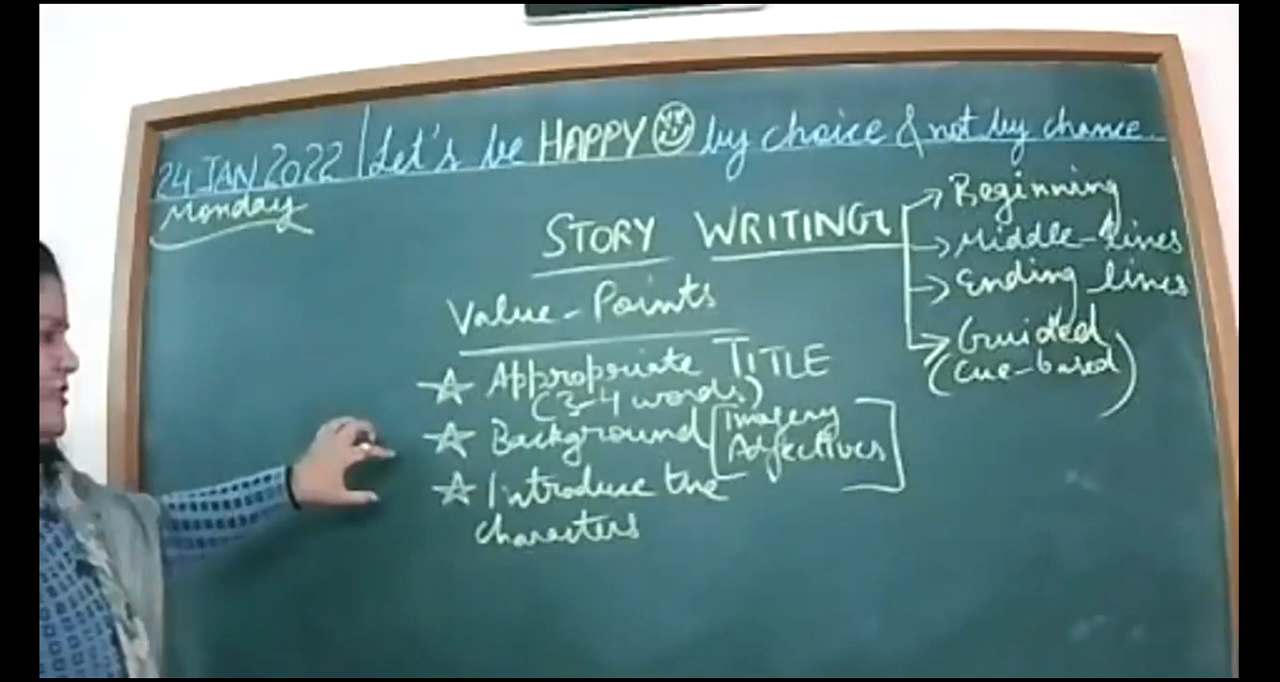 24 JAN 2022 Let's be HAPPY by choice & not by chance.
Monday
STORY WRITING
Beginning
Middle-lines
Ending lines
Guided
(cue-based)
Value-Points
Appropriate TITLE
(3-4 words)
Background [Imagery
Adjectives]
Introduce the
characters